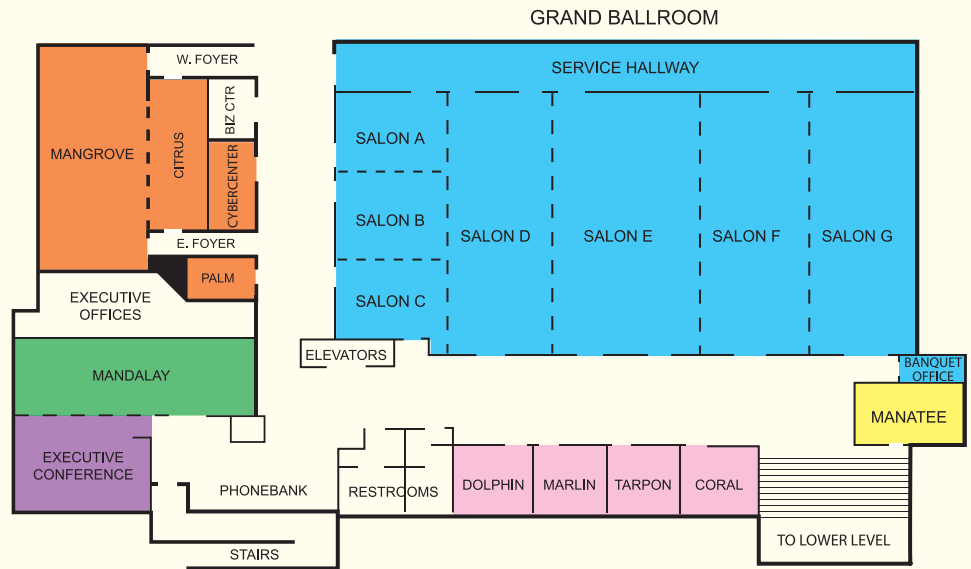 GRAND BALLROOM
W. FOYER
SERVICE HALLWAY
BIZ CTR
MANGROVE
CITRUS
CYBERCENTER
SALON A
SALON B
SALON C
SALON D
SALON E
SALON F
SALON G
E. FOYER
PALM
EXECUTIVE
OFFICES
ELEVATORS
MANDALAY
BANQUET
OFFICE
MANATEE
EXECUTIVE
CONFERENCE
PHONEBANK
RESTROOMS
DOLPHIN
MARLIN
TARPON
CORAL
TO LOWER LEVEL
STAIRS